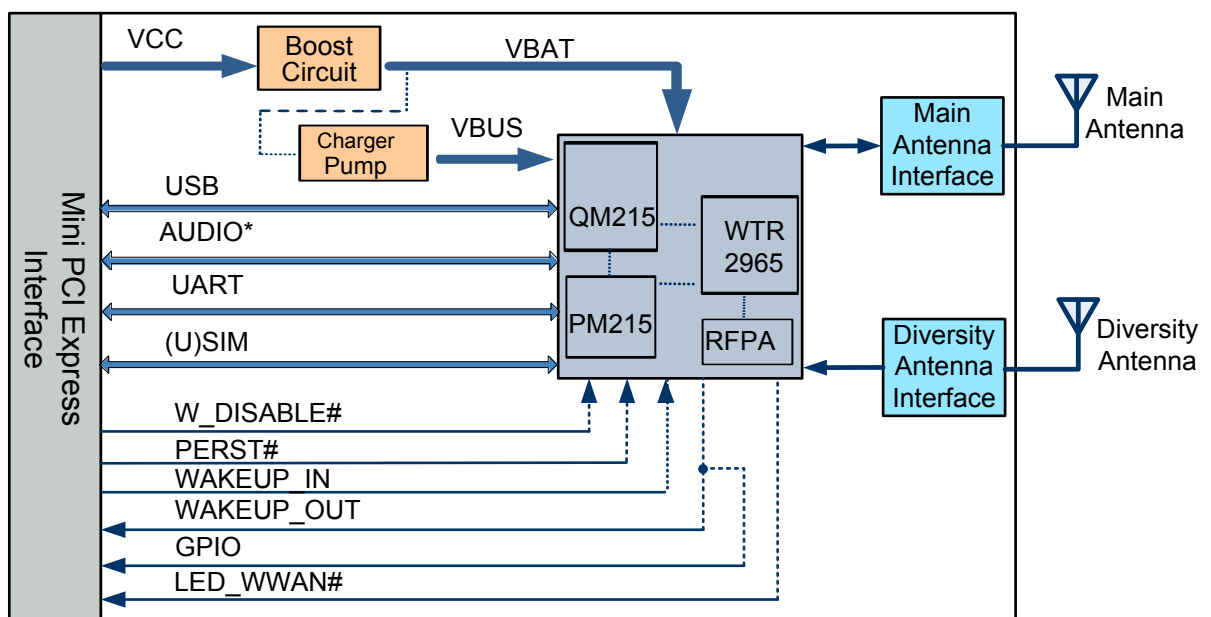 VCC
Boost
Circuit
VBAT
Charger
Pump
VBUS
Mini PCI Express
Interface
USB
AUDIO*
UART
(U)SIM
W_DISABLE#
PERST#
WAKEUP_IN
WAKEUP_OUT
GPIO
LED_WWAN#
QM215
WTR
2965
PM215
RFPA
Main
Antenna
Interface
Main
Antenna
Diversity
Antenna
Interface
Diversity
Antenna